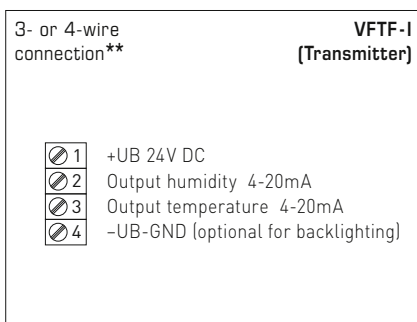 3- or 4-wire connection** VFTF-I (Transmitter)
1 +UB 24V DC
2 Output humidity 4-20mA
3 Output temperature 4-20mA
4 –UB-GND (optional for backlighting)